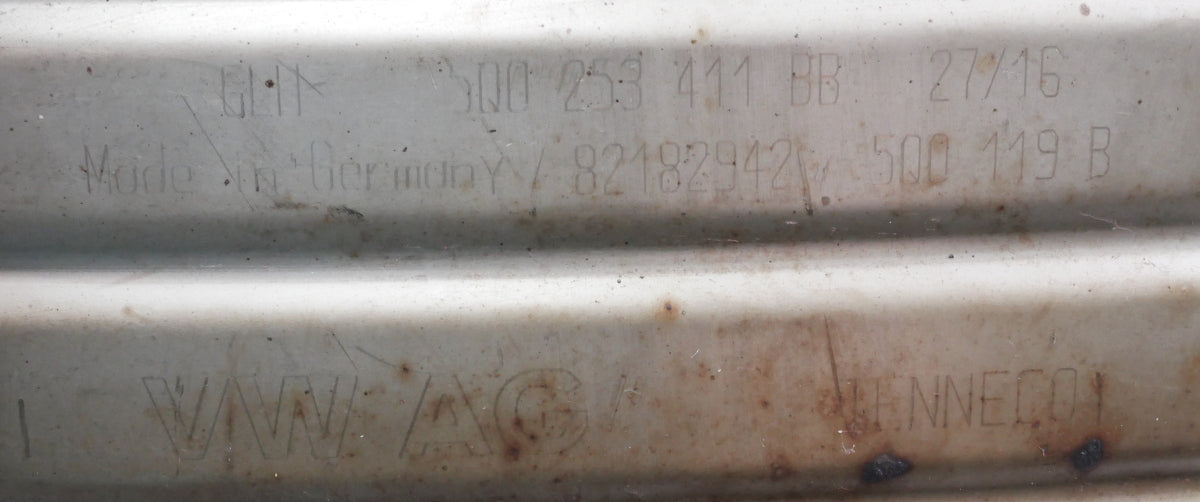 5Q0 253 411 BB 27/16
Made in Germany / 82182942 5Q0 119 B
VW AG TENNECO